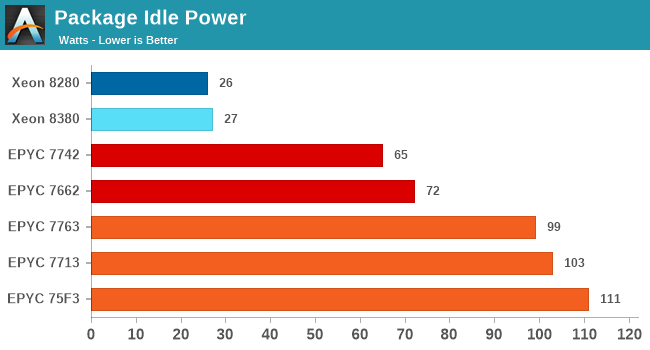 Package Idle Power
Watts - Lower is Better
Xeon 8280 26
Xeon 8380 27
EPYC 7742 65
EPYC 7662 72
EPYC 7763 99
EPYC 7713 103
EPYC 75F3 111
0 10 20 30 40 50 60 70 80 90 100 110 120